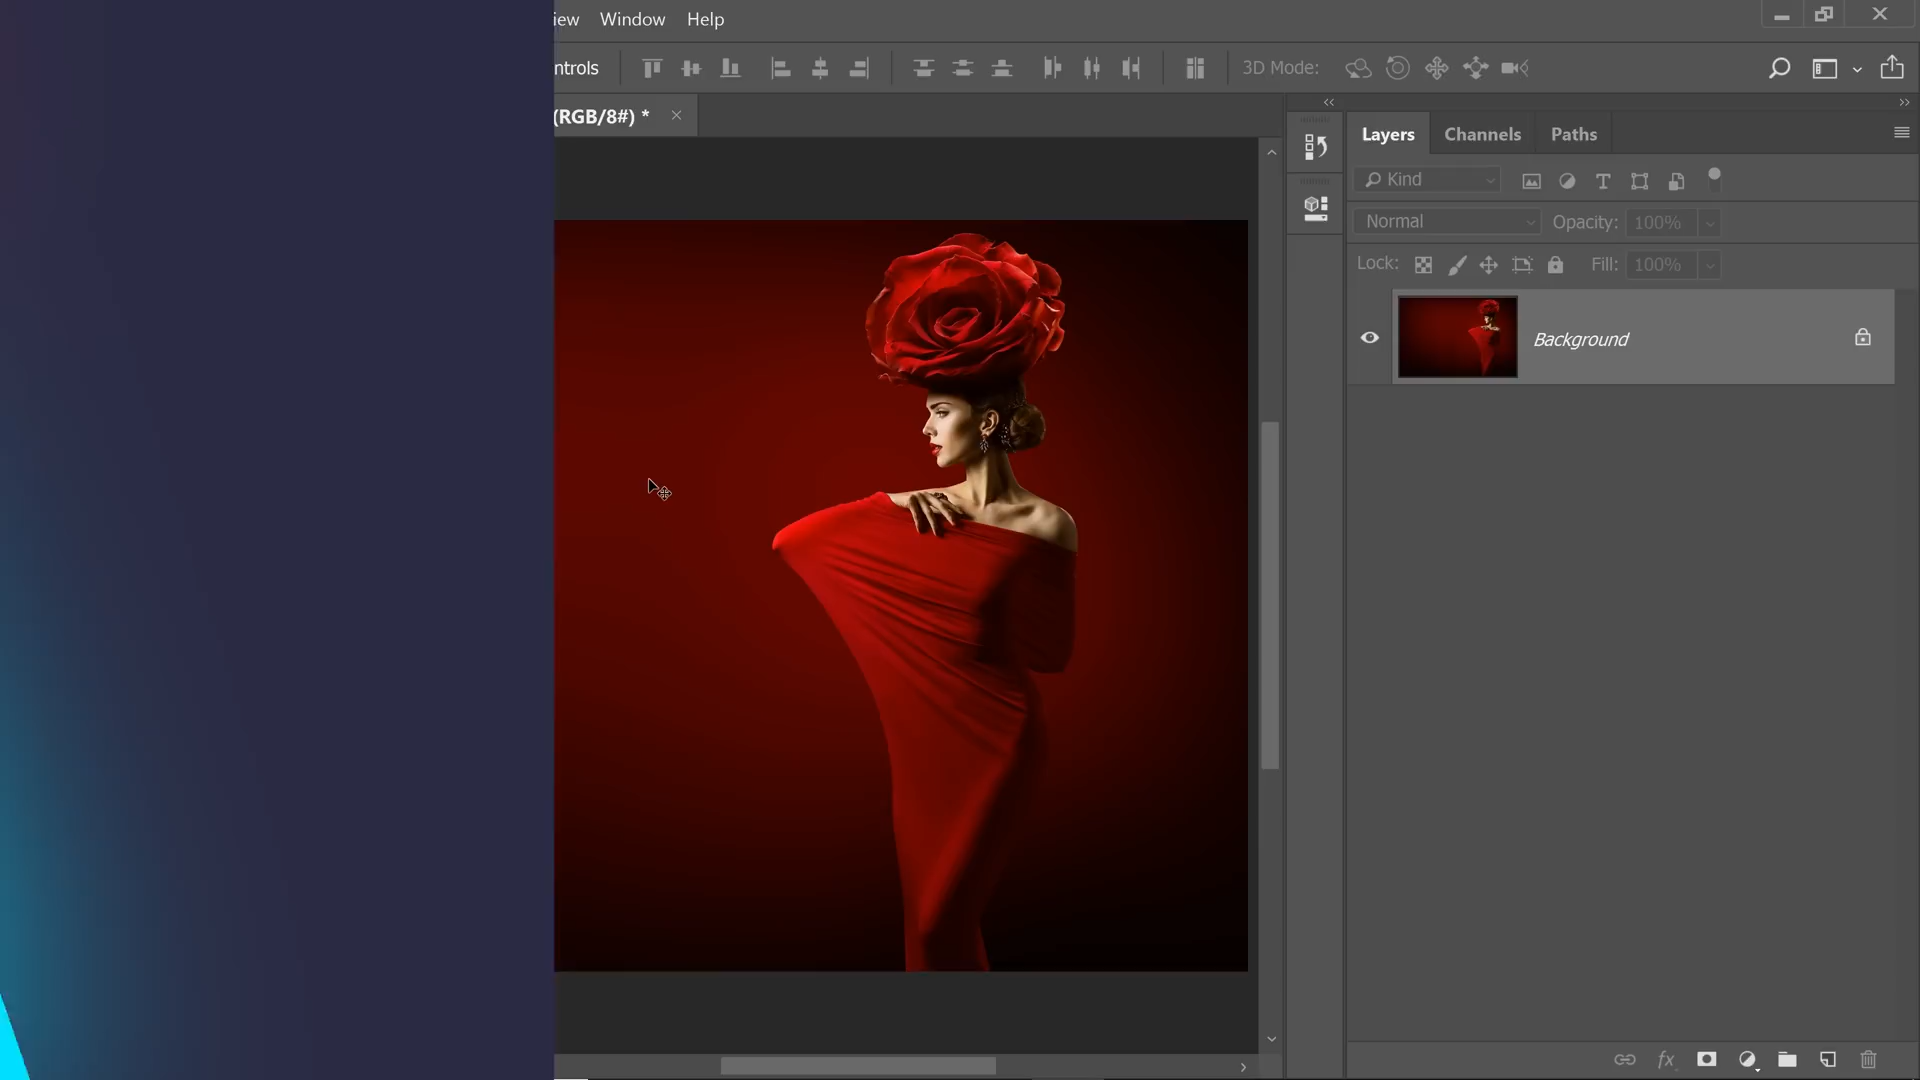 Window Help
ntrols
3D Mode:
(RGB/8#) *
Layers Channels Paths
Kind
Normal Opacity: 100%
Lock: Fill: 100%
Background
fx